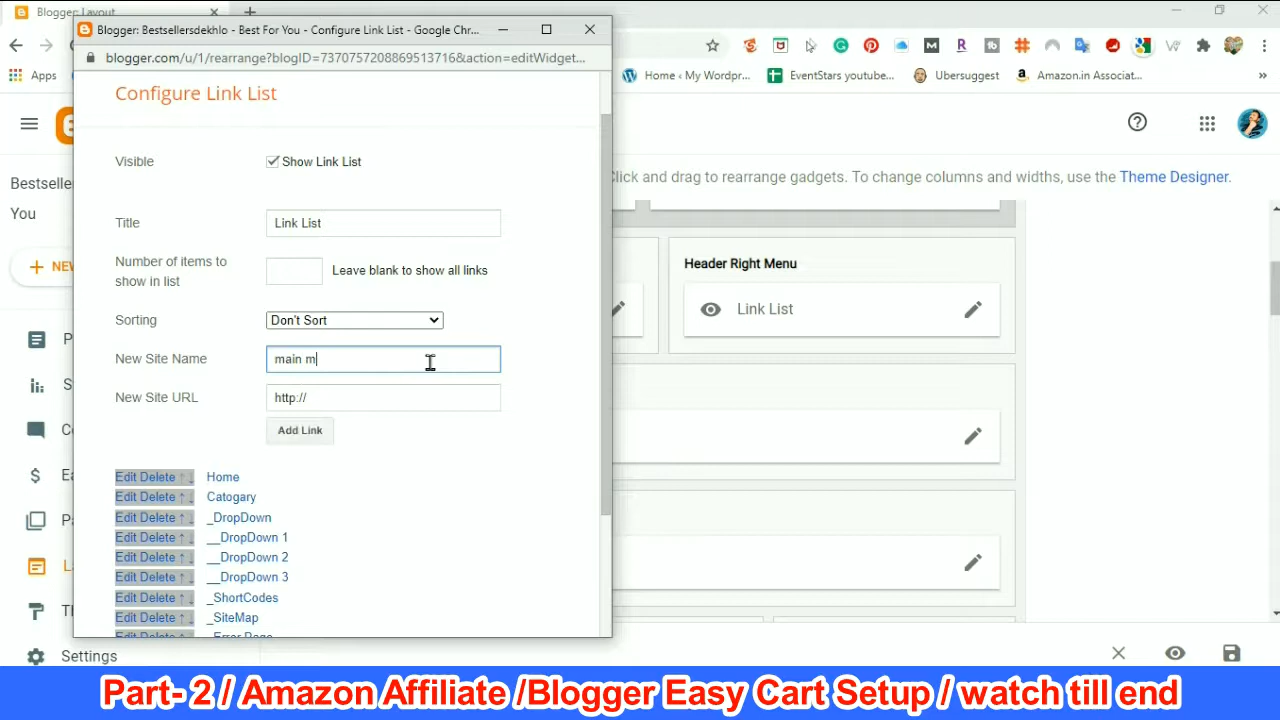 Blogger: Layout
Blogger: Bestsellersdekhlo - Best For You - Configure Link List - Google Chr...
blogger.com/u/1/rearrange?blogID=7370757208869513716&action=editWidget...
Apps
Home ‹ My Wordpr...
EventStars youtube...
Ubersuggest
Amazon.in Associat...
»
Configure Link List
Click and drag to rearrange gadgets. To change columns and widths, use the Theme Designer.
Bestselle
You
NEW
Visible
Show Link List
Title
Link List
Number of items to
show in list
Leave blank to show all links
Sorting
Don't Sort
New Site Name
main m
New Site URL
http://
Add Link
Header Right Menu
Link List
Edit Delete ↑ ↓ Home
Edit Delete ↑ ↓ Catogary
Edit Delete ↑ ↓ _DropDown
Edit Delete ↑ ↓ __DropDown 1
Edit Delete ↑ ↓ __DropDown 2
Edit Delete ↑ ↓ __DropDown 3
Edit Delete ↑ ↓ _ShortCodes
Edit Delete ↑ ↓ _SiteMap
Edit Delete ↑ ↓ _Error Page
Settings
Part- 2 / Amazon Affiliate /Blogger Easy Cart Setup / watch till end